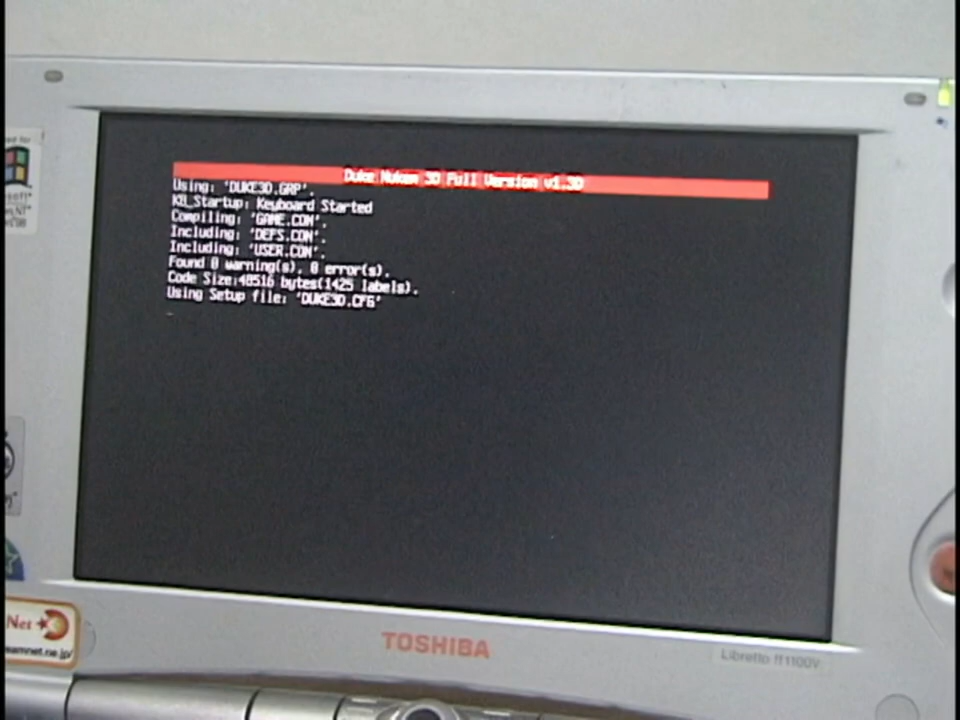 Duke Nukem 3D Full Version v1.3D
Using: 'DUKE3D.GRP'.
KB_Startup: Keyboard Started
Compiling: 'GAME.CON'.
Including: 'DEFS.CON'.
Including: 'USER.CON'.
Found 0 warning(s), 0 error(s).
Code Size:40516 bytes(1425 labels).
Using Setup file: 'DUKE3D.CFG'
Net
TOSHIBA
Libretto ff1100V